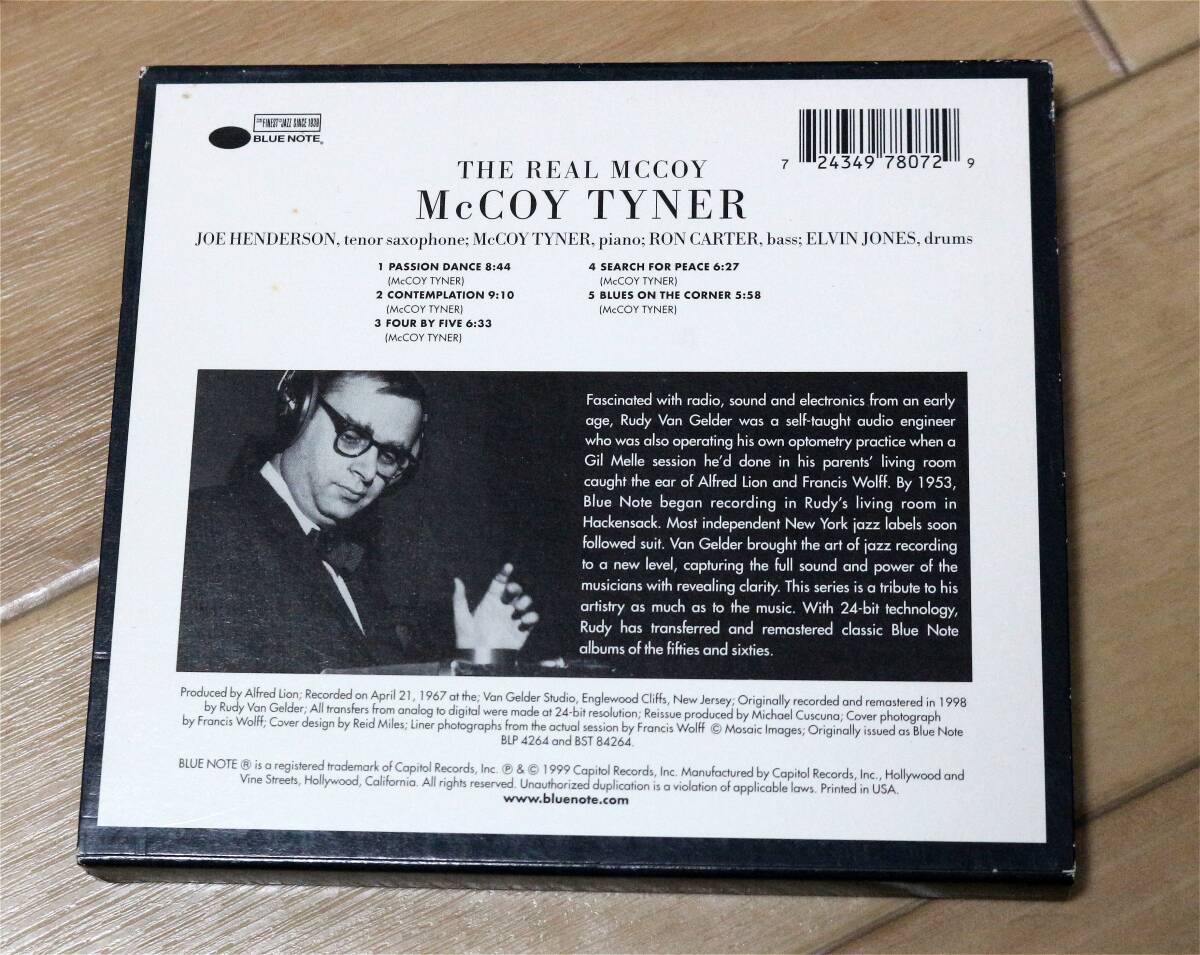 THE FINEST IN JAZZ SINCE 1939
BLUE NOTE®
7 24349 78072 9
THE REAL MCCOY
McCOY TYNER
JOE HENDERSON, tenor saxophone; McCOY TYNER, piano; RON CARTER, bass; ELVIN JONES, drums
1 PASSION DANCE 8:44
(McCOY TYNER)
2 CONTEMPLATION 9:10
(McCOY TYNER)
3 FOUR BY FIVE 6:33
(McCOY TYNER)
4 SEARCH FOR PEACE 6:27
(McCOY TYNER)
5 BLUES ON THE CORNER 5:58
(McCOY TYNER)
Fascinated with radio, sound and electronics from an early
age, Rudy Van Gelder was a self-taught audio engineer
who was also operating his own optometry practice when a
Gil Melle session he'd done in his parents' living room
caught the ear of Alfred Lion and Francis Wolff. By 1953,
Blue Note began recording in Rudy's living room in
Hackensack. Most independent New York jazz labels soon
followed suit. Van Gelder brought the art of jazz recording
to a new level, capturing the full sound and power of the
musicians with revealing clarity. This series is a tribute to his
artistry as much as to the music. With 24-bit technology,
Rudy has transferred and remastered classic Blue Note
albums of the fifties and sixties.
Produced by Alfred Lion; Recorded on April 21, 1967 at the; Van Gelder Studio, Englewood Cliffs, New Jersey; Originally recorded and remastered in 1998
by Rudy Van Gelder; All transfers from analog to digital were made at 24-bit resolution; Reissue produced by Michael Cuscuna; Cover photograph
by Francis Wolff; Cover design by Reid Miles; Liner photographs from the actual session by Francis Wolff © Mosaic Images; Originally issued as Blue Note
BLP 4264 and BST 84264.
BLUE NOTE ® is a registered trademark of Capitol Records, Inc. ℗ & © 1999 Capitol Records, Inc. Manufactured by Capitol Records, Inc., Hollywood and
Vine Streets, Hollywood, California. All rights reserved. Unauthorized duplication is a violation of applicable laws. Printed in USA.
www.bluenote.com